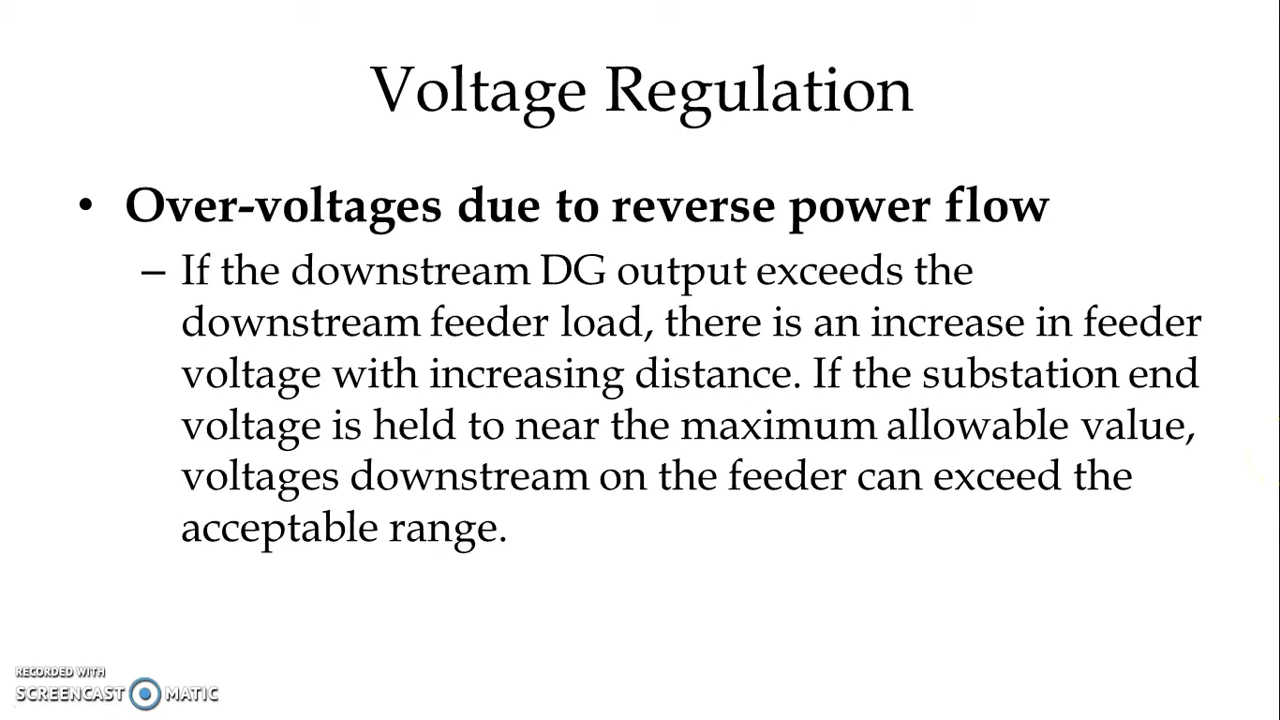 Voltage Regulation
• Over-voltages due to reverse power flow
– If the downstream DG output exceeds the
downstream feeder load, there is an increase in feeder
voltage with increasing distance. If the substation end
voltage is held to near the maximum allowable value,
voltages downstream on the feeder can exceed the
acceptable range.
RECORDED WITH
SCREENCAST MATIC